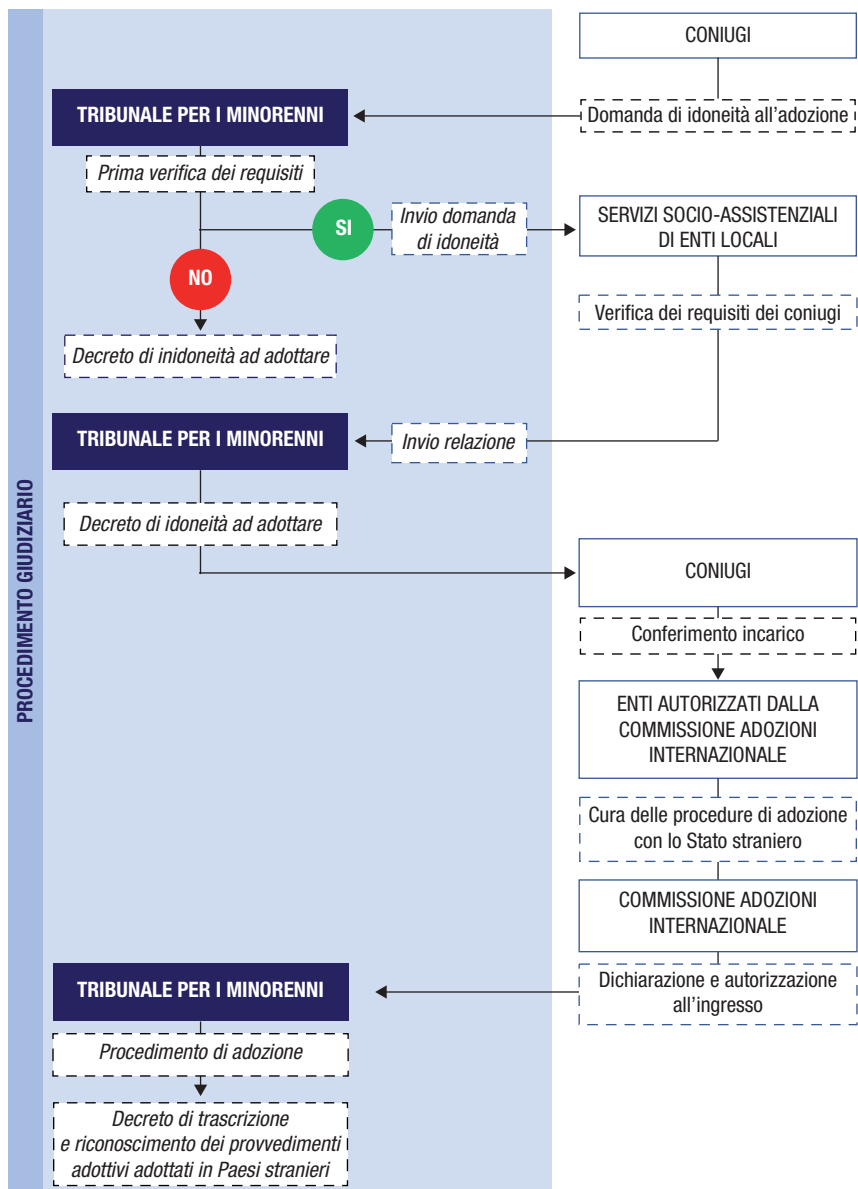 CONIUGI
TRIBUNALE PER I MINORENNI
Domanda di idoneità all'adozione
Prima verifica dei requisiti
SI
Invio domanda
di idoneità
SERVIZI SOCIO-ASSISTENZIALI
DI ENTI LOCALI
NO
Verifica dei requisiti dei coniugi
Decreto di inidoneità ad adottare
TRIBUNALE PER I MINORENNI
Invio relazione
Decreto di idoneità ad adottare
CONIUGI
Conferimento incarico
PROCEDIMENTO GIUDIZIARIO
ENTI AUTORIZZATI DALLA
COMMISSIONE ADOZIONI
INTERNAZIONALE
Cura delle procedure di adozione
con lo Stato straniero
COMMISSIONE ADOZIONI
INTERNAZIONALE
TRIBUNALE PER I MINORENNI
Dichiarazione e autorizzazione
all'ingresso
Procedimento di adozione
Decreto di trascrizione
e riconoscimento dei provvedimenti
adottivi adottati in Paesi stranieri